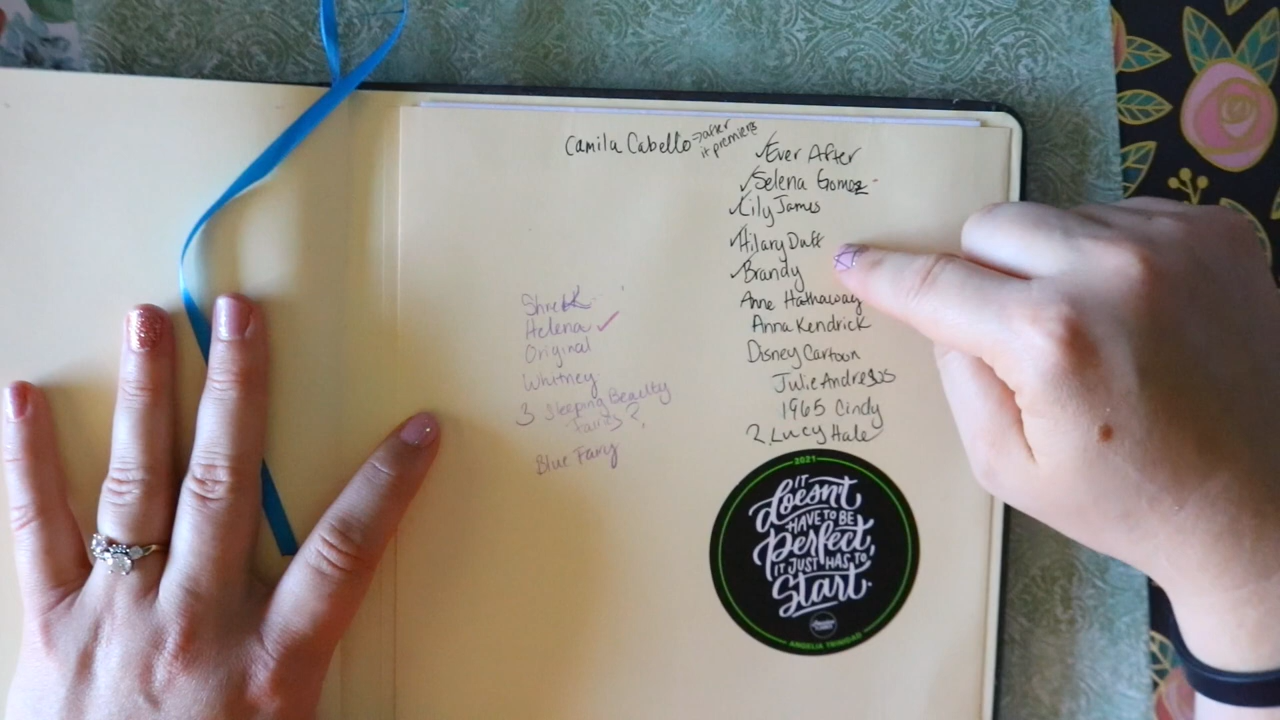 Camila Cabello → after
it premiers
✓Ever After
✓Selena Gomez
✓Lily James
✓Hilary Duff
✓Brandy
Anne Hathaway
Anna Kendrick
Disney Cartoon
Julie Andrews
1965 Cindy
2. Lucy Hale
Shrek
Helena ✓
Original
Whitney
3 Sleeping Beautty
fairies ?
Blue Fairy
2021
IT
doesn't
HAVE TO BE
perfect,
IT JUST HAS TO
Start.
ANGELIA TRINIDAD